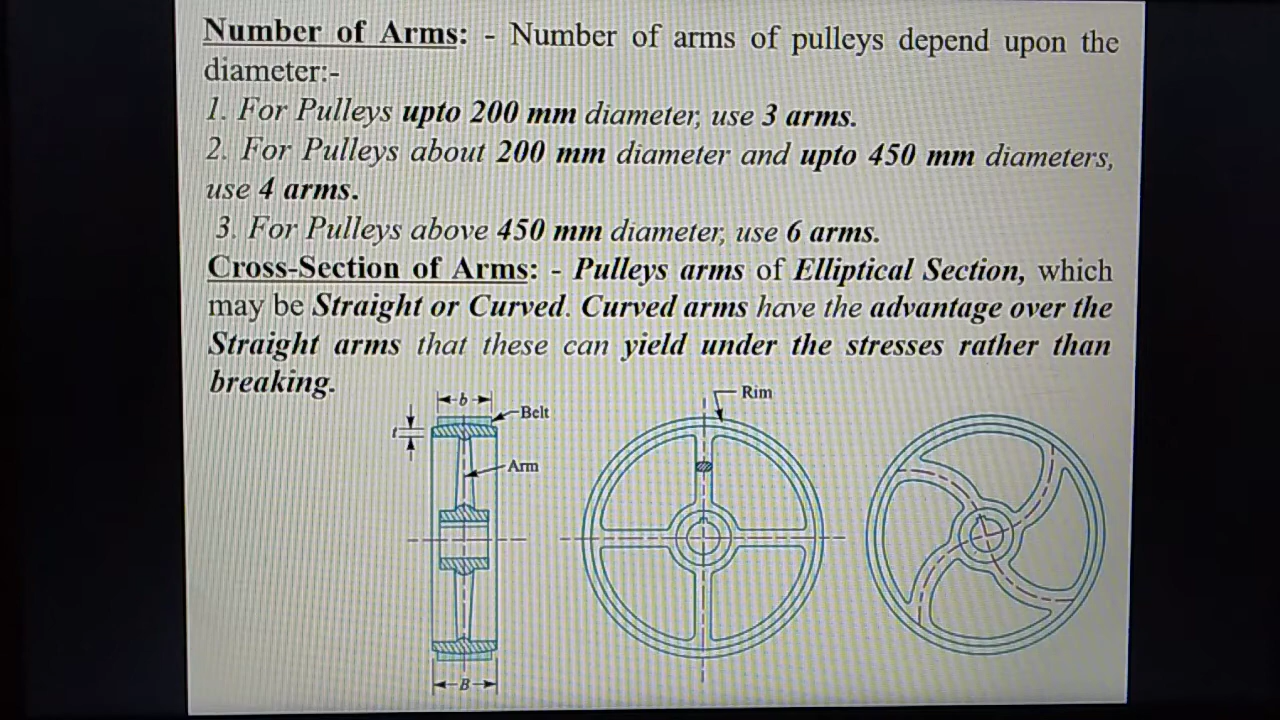 Number of Arms: - Number of arms of pulleys depend upon the
diameter:-
1. For Pulleys upto 200 mm diameter, use 3 arms.
2. For Pulleys about 200 mm diameter and upto 450 mm diameters,
use 4 arms.
3. For Pulleys above 450 mm diameter, use 6 arms.
Cross-Section of Arms: - Pulleys arms of Elliptical Section, which
may be Straight or Curved. Curved arms have the advantage over the
Straight arms that these can yield under the stresses rather than
breaking.
Rim
b
Belt
t
Arm
B